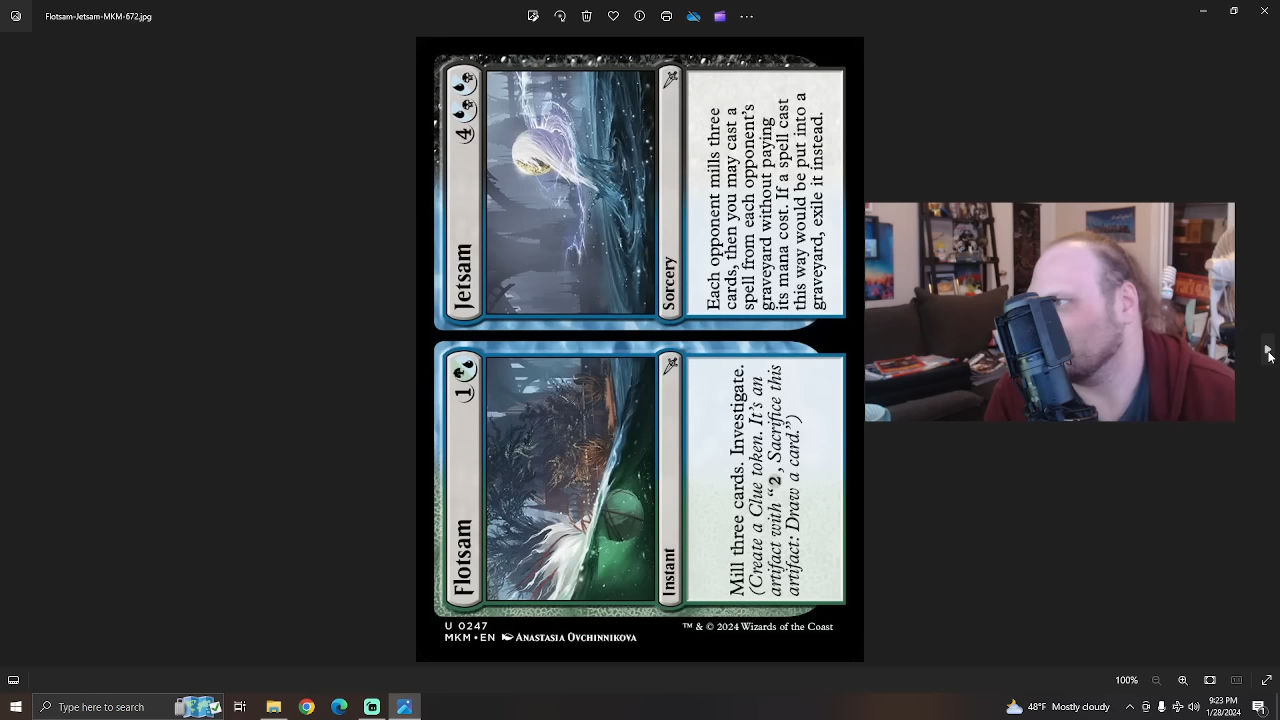 Flotsam-Jetsam-MKM-672.jpg
Jetsam 4
Sorcery
Each opponent mills three
cards, then you may cast a
spell from each opponent's
graveyard without paying
its mana cost. If a spell cast
this way would be put into a
graveyard, exile it instead.
Flotsam 1
Instant
Mill three cards. Investigate.
(Create a Clue token. It's an
artifact with “2, Sacrifice this
artifact: Draw a card.”)
U 0247
MKM • EN ANASTASIA OVCHINNIKOVA
™ & © 2024 Wizards of the Coast
100%
Type here to search
48°F Mostly cloudy
9:23 PM
1/28/2024